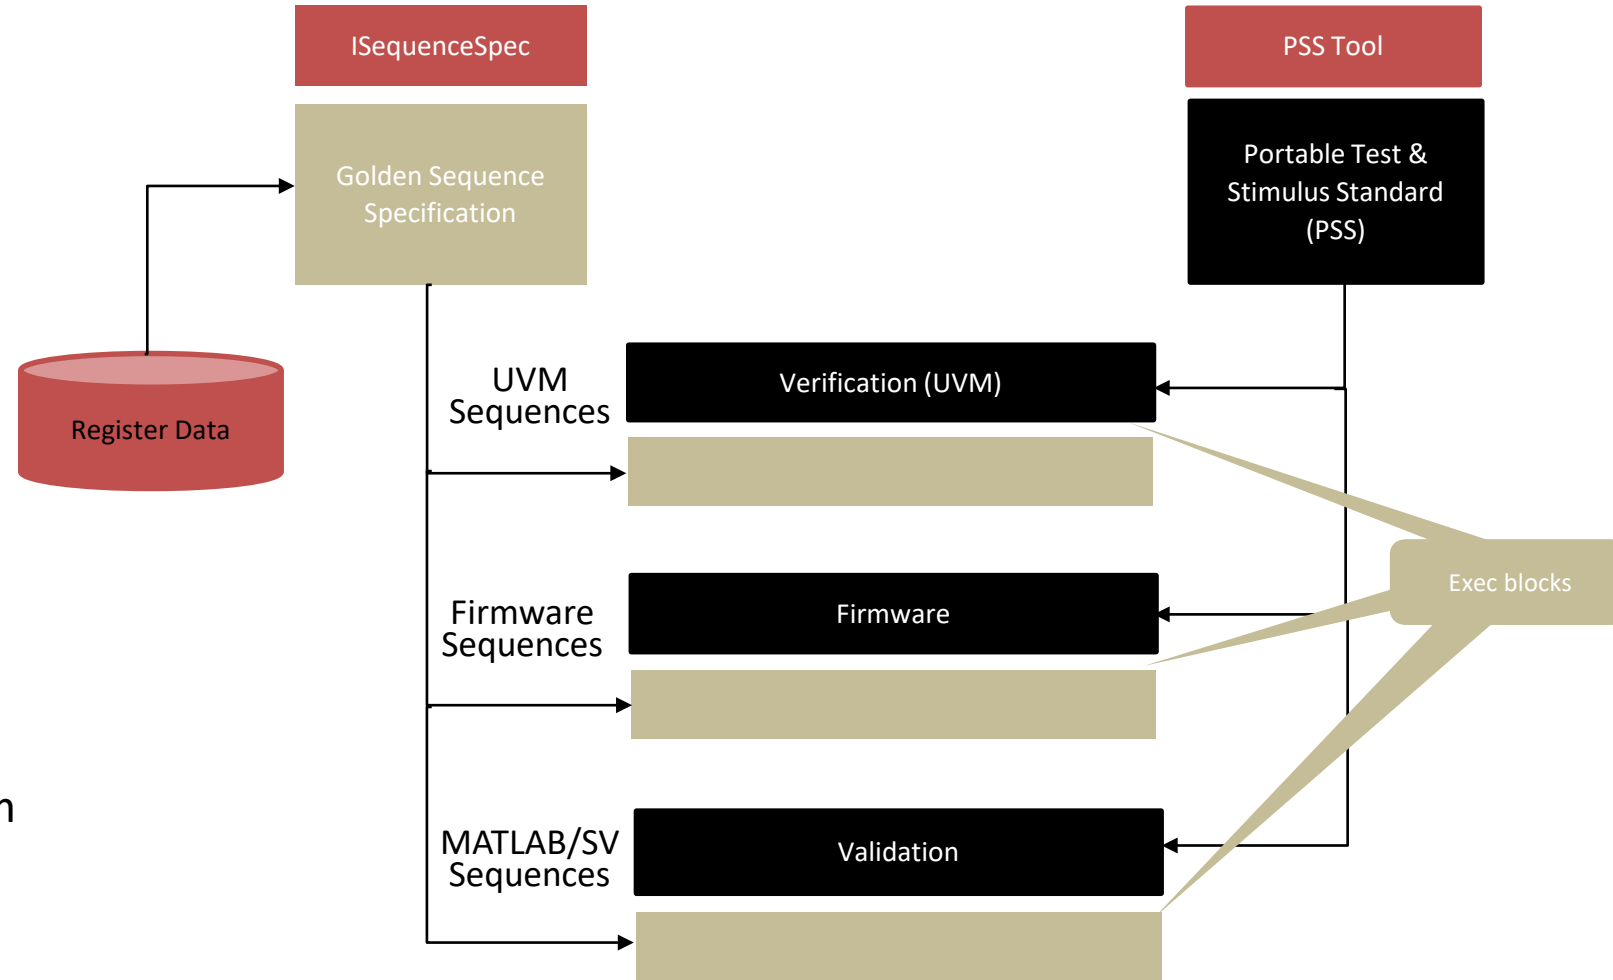 ISequenceSpec
PSS Tool
Golden Sequence
Specification
Portable Test &
Stimulus Standard
(PSS)
Register Data
UVM
Sequences
Verification (UVM)
Exec blocks
Firmware
Sequences
Firmware
MATLAB/SV
Sequences
Validation